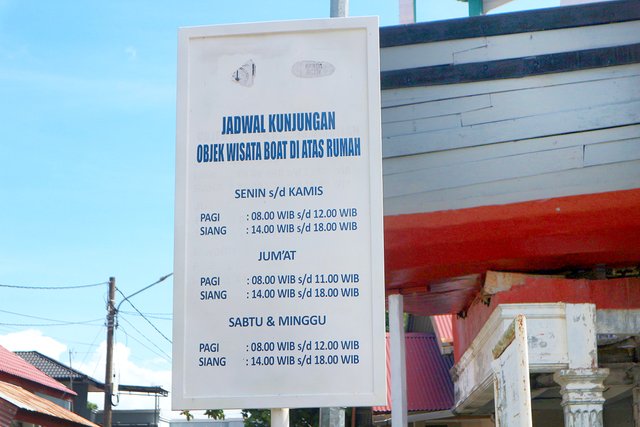 JADWAL KUNJUNGAN
OBJEK WISATA BOAT DI ATAS RUMAH
SENIN s/d KAMIS
PAGI : 08.00 WIB s/d 12.00 WIB
SIANG : 14.00 WIB s/d 18.00 WIB
JUM'AT
PAGI : 08.00 WIB s/d 11.00 WIB
SIANG : 14.00 WIB s/d 18.00 WIB
SABTU & MINGGU
PAGI : 08.00 WIB s/d 12.00 WIB
SIANG : 14.00 WIB s/d 18.00 WIB